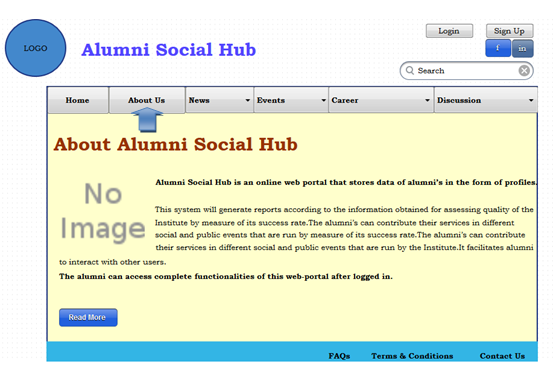 LOGO
Alumni Social Hub
Login
Sign Up
f
in
Search
Home
About Us
News
Events
Career
Discussion
About Alumni Social Hub
No
Image
Alumni Social Hub is an online web portal that stores data of alumni's in the form of profiles.
This system will generate reports according to the information obtained for assessing quality of the
Institute by measure of its success rate.The alumni's can contribute their services in different
social and public events that are run by measure of its success rate.The alumni's can contribute
their services in different social and public events that are run by the Institute.It facilitates alumni
to interact with other users.
The alumni can access complete functionalities of this web-portal after logged in.
Read More
FAQs
Terms & Conditions
Contact Us